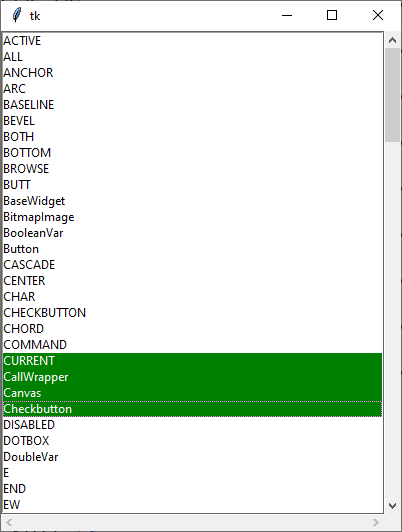 tk
ACTIVE
ALL
ANCHOR
ARC
BASELINE
BEVEL
BOTH
BOTTOM
BROWSE
BUTT
BaseWidget
BitmapImage
BooleanVar
Button
CASCADE
CENTER
CHAR
CHECKBUTTON
CHORD
COMMAND
CURRENT
CallWrapper
Canvas
Checkbutton
DISABLED
DOTBOX
DoubleVar
E
END
EW